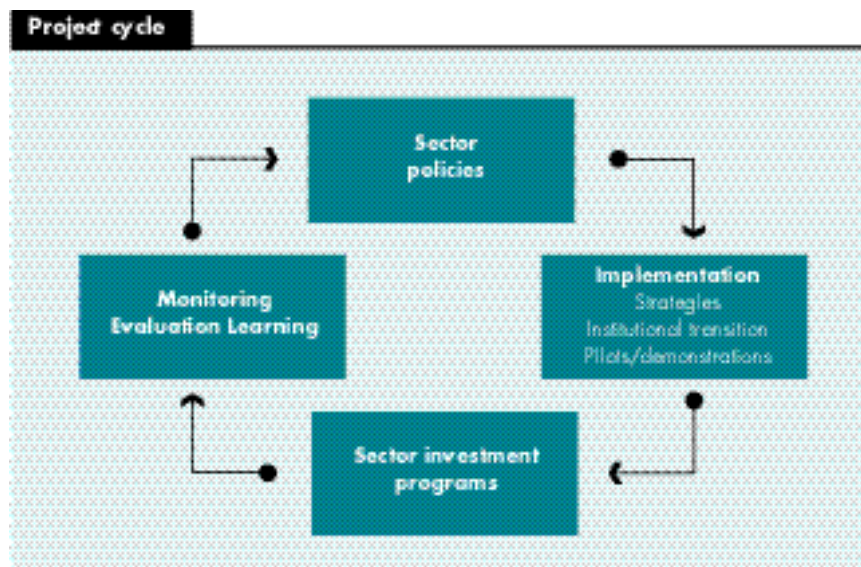 Project cycle
Sector
policies
Monitoring
Evaluation Learning
Implementation
Strategies
Institutional transition
Pilots/demonstrations
Sector investment
programs